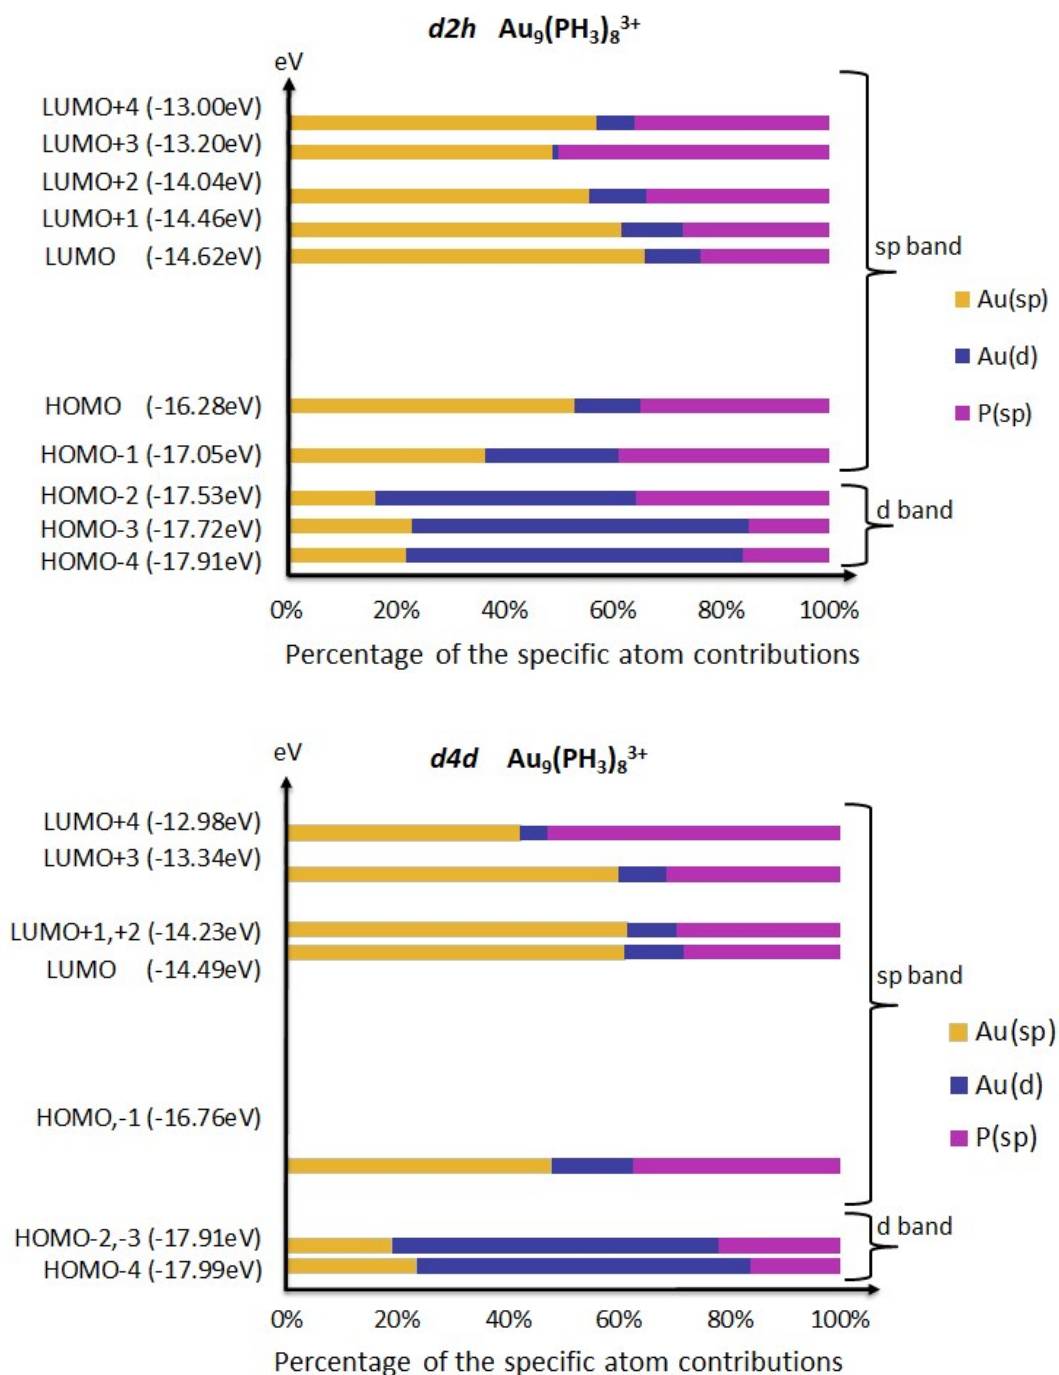 d2h Au₉(PH₃)₈³⁺
eV
LUMO+4 (-13.00eV)
LUMO+3 (-13.20eV)
LUMO+2 (-14.04eV)
LUMO+1 (-14.46eV)
LUMO (-14.62eV)
sp band
Au(sp)
Au(d)
P(sp)
HOMO (-16.28eV)
HOMO-1 (-17.05eV)
HOMO-2 (-17.53eV)
HOMO-3 (-17.72eV)
HOMO-4 (-17.91eV)
d band
0% 20% 40% 60% 80% 100%
Percentage of the specific atom contributions
d4d Au₉(PH₃)₈³⁺
eV
LUMO+4 (-12.98eV)
LUMO+3 (-13.34eV)
LUMO+1,+2 (-14.23eV)
LUMO (-14.49eV)
sp band
Au(sp)
Au(d)
P(sp)
HOMO,-1 (-16.76eV)
HOMO-2,-3 (-17.91eV)
HOMO-4 (-17.99eV)
d band
0% 20% 40% 60% 80% 100%
Percentage of the specific atom contributions